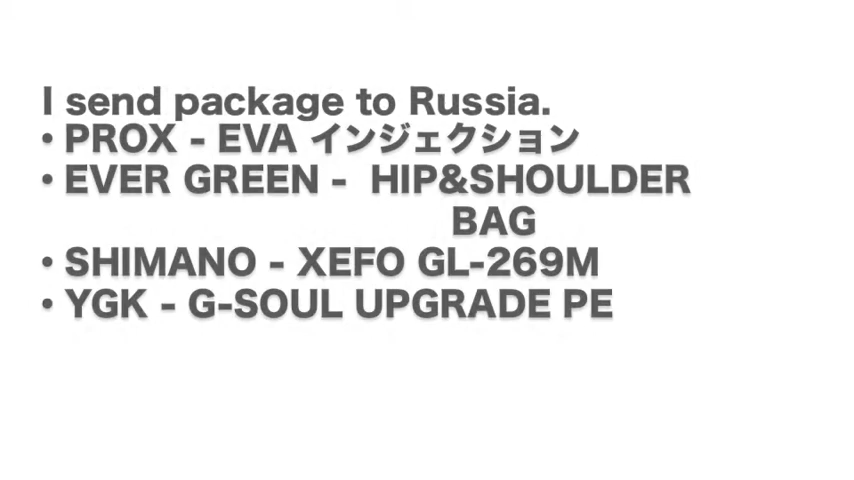 I send package to Russia.
• PROX - EVA インジェクション
• EVER GREEN - HIP&SHOULDER
BAG
• SHIMANO - XEFO GL-269M
• YGK - G-SOUL UPGRADE PE